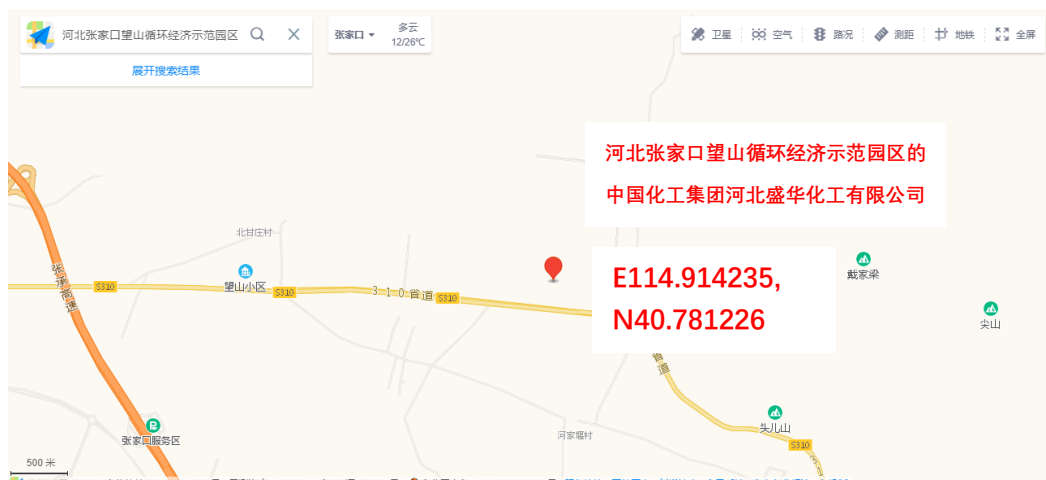 河北张家口望山循环经济示范园区
张家口
多云
12/26℃
卫星
空气
路况
测距
地铁
全屏
展开搜索结果
河北张家口望山循环经济示范园区的
中国化工集团河北盛华化工有限公司
北甘庄村
张承高速
S310
望山小区
S310
310省道
S310
E114.914235,
N40.781226
戴家梁
尖山
省道
张家口服务区
河家堰村
头儿山
S310
500 米